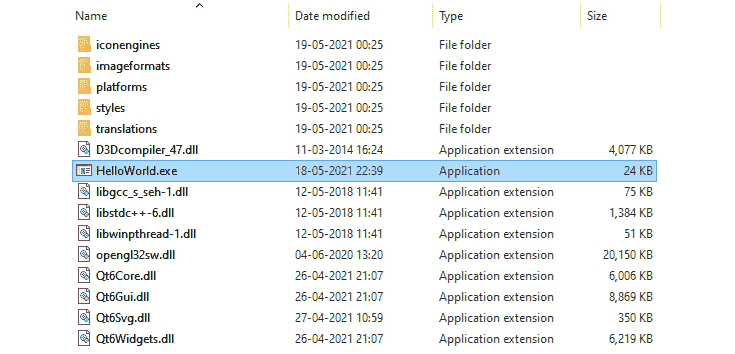 Name Date modified Type Size
iconengines 19-05-2021 00:25 File folder
imageformats 19-05-2021 00:25 File folder
platforms 19-05-2021 00:25 File folder
styles 19-05-2021 00:25 File folder
translations 19-05-2021 00:25 File folder
D3Dcompiler_47.dll 11-03-2014 16:24 Application extension 4,077 KB
HelloWorld.exe 18-05-2021 22:39 Application 24 KB
libgcc_s_seh-1.dll 12-05-2018 11:41 Application extension 75 KB
libstdc++-6.dll 12-05-2018 11:41 Application extension 1,384 KB
libwinpthread-1.dll 12-05-2018 11:41 Application extension 51 KB
opengl32sw.dll 04-06-2020 13:20 Application extension 20,150 KB
Qt6Core.dll 26-04-2021 21:07 Application extension 6,006 KB
Qt6Gui.dll 26-04-2021 21:07 Application extension 8,869 KB
Qt6Svg.dll 27-04-2021 10:59 Application extension 350 KB
Qt6Widgets.dll 26-04-2021 21:07 Application extension 6,219 KB